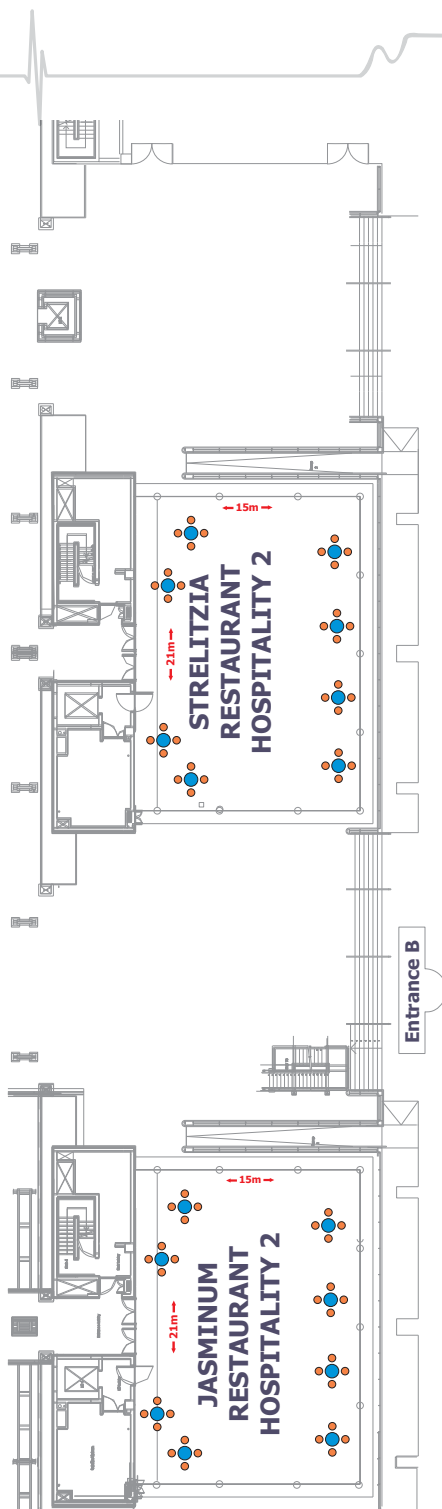 15m
21m
STRELITZIA
RESTAURANT
HOSPITALITY 2
Entrance B
15m
21m
JASMINUM
RESTAURANT
HOSPITALITY 2